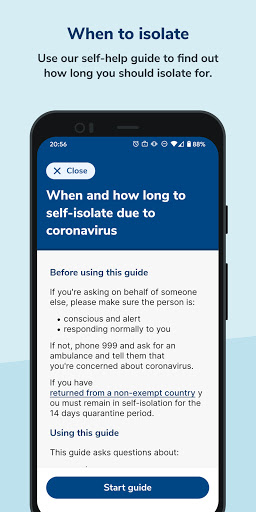 When to isolate
Use our self-help guide to find out
how long you should isolate for.
20:56
88%
Close
When and how long to
self-isolate due to
coronavirus
Before using this guide
If you're asking on behalf of someone
else, please make sure the person is:
• conscious and alert
• responding normally to you
If not, phone 999 and ask for an
ambulance and tell them that
you're concerned about coronavirus.
If you have
returned from a non-exempt country y
ou must remain in self-isolation for the
14 days quarantine period.
Using this guide
This guide asks questions about:
Start guide